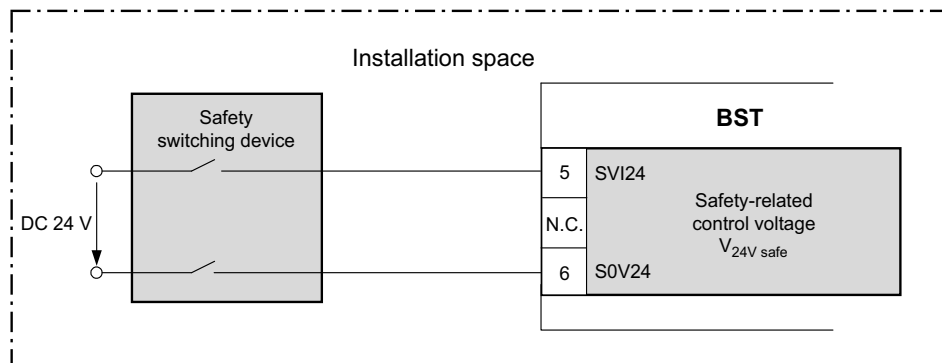 Installation space
Safety
switching device
DC 24 V
BST
5
SVI24
N.C.
6
S0V24
Safety-related
control voltage
V24V safe